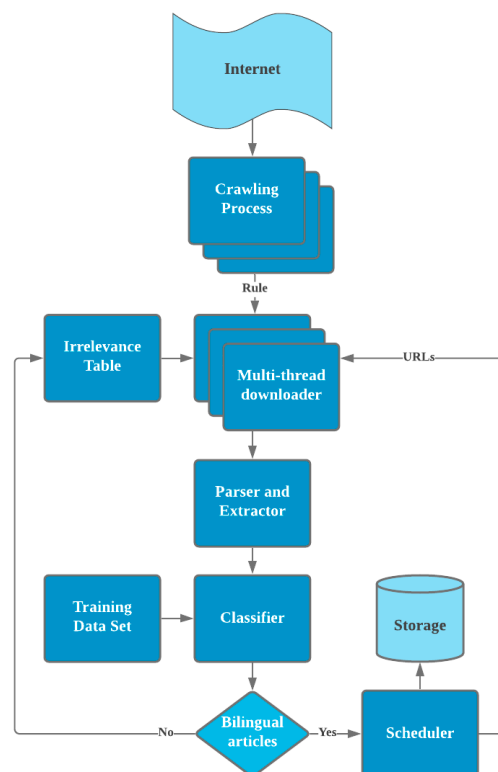 Internet
Crawling
Process
Rule
Irrelevance
Table
Multi-thread
downloader
URLs
Parser and
Extractor
Training
Data Set
Classifier
Storage
No
Bilingual
articles
Yes
Scheduler